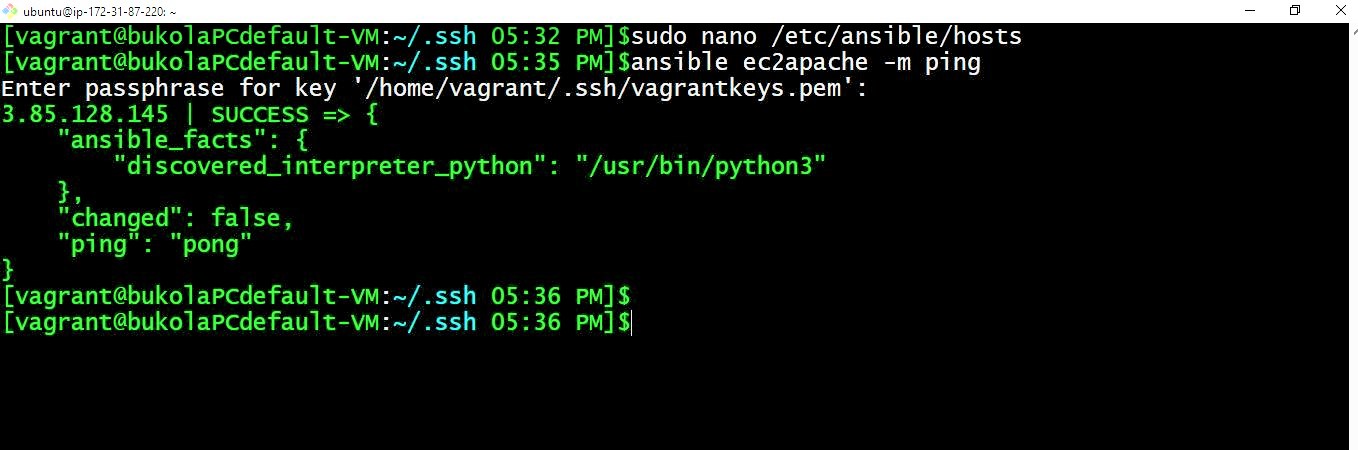 ubuntu@ip-172-31-87-220: ~
[vagrant@bukolaPCdefault-VM:~/.ssh 05:32 PM]$sudo nano /etc/ansible/hosts
[vagrant@bukolaPCdefault-VM:~/.ssh 05:35 PM]$ansible ec2apache -m ping
Enter passphrase for key '/home/vagrant/.ssh/vagrantkeys.pem':
3.85.128.145 | SUCCESS => {
    "ansible_facts": {
        "discovered_interpreter_python": "/usr/bin/python3"
    },
    "changed": false,
    "ping": "pong"
}
[vagrant@bukolaPCdefault-VM:~/.ssh 05:36 PM]$
[vagrant@bukolaPCdefault-VM:~/.ssh 05:36 PM]$